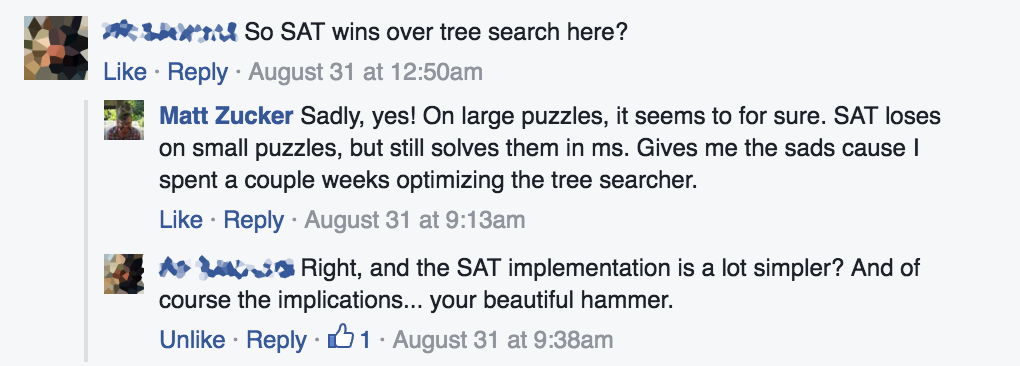 So SAT wins over tree search here?
Like · Reply · August 31 at 12:50am
Matt Zucker Sadly, yes! On large puzzles, it seems to for sure. SAT loses
on small puzzles, but still solves them in ms. Gives me the sads cause I
spent a couple weeks optimizing the tree searcher.
Like · Reply · August 31 at 9:13am
Right, and the SAT implementation is a lot simpler? And of
course the implications... your beautiful hammer.
Unlike · Reply · 1 · August 31 at 9:38am